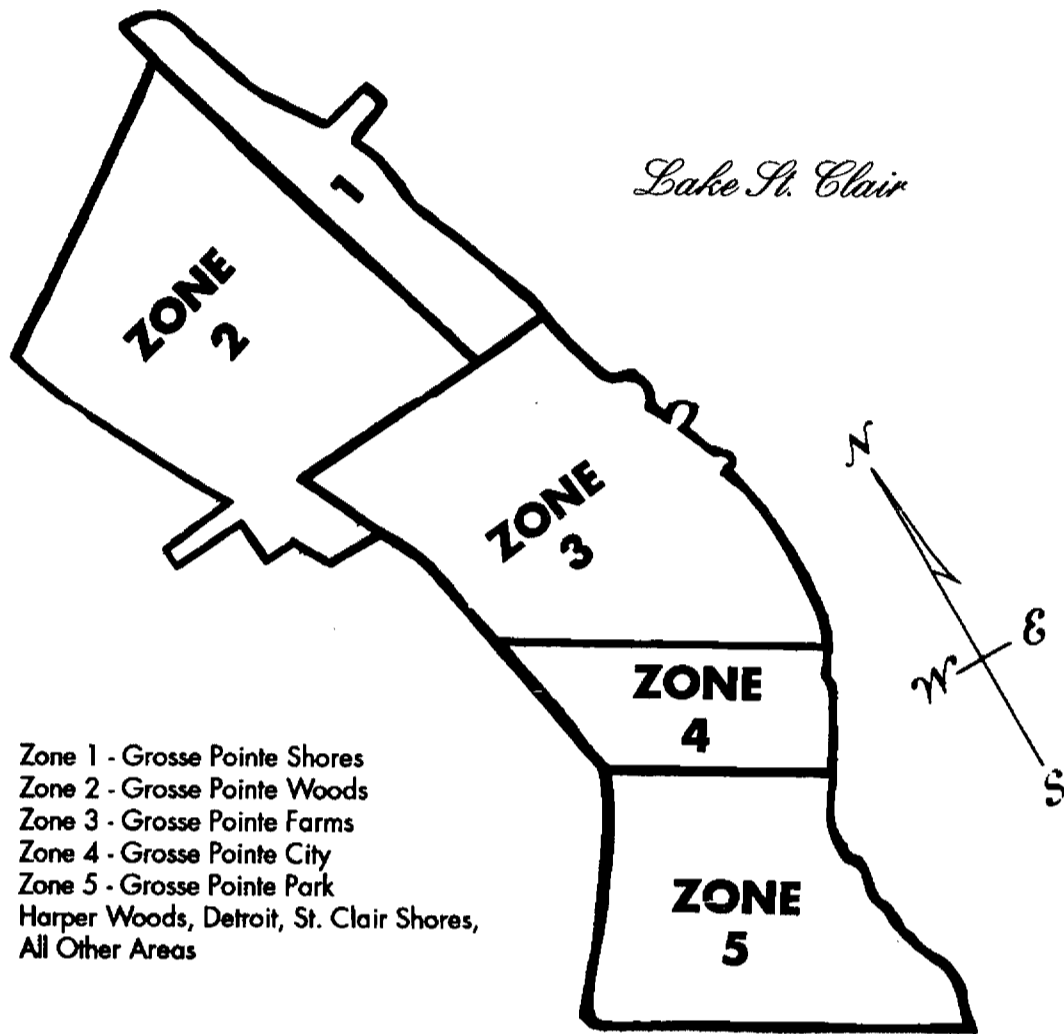 1
Lake St. Clair
ZONE
2
ZONE
3
N
E
W
S
ZONE
4
Zone 1 - Grosse Pointe Shores
Zone 2 - Grosse Pointe Woods
Zone 3 - Grosse Pointe Farms
Zone 4 - Grosse Pointe City
Zone 5 - Grosse Pointe Park
Harper Woods, Detroit, St. Clair Shores,
All Other Areas
ZONE
5